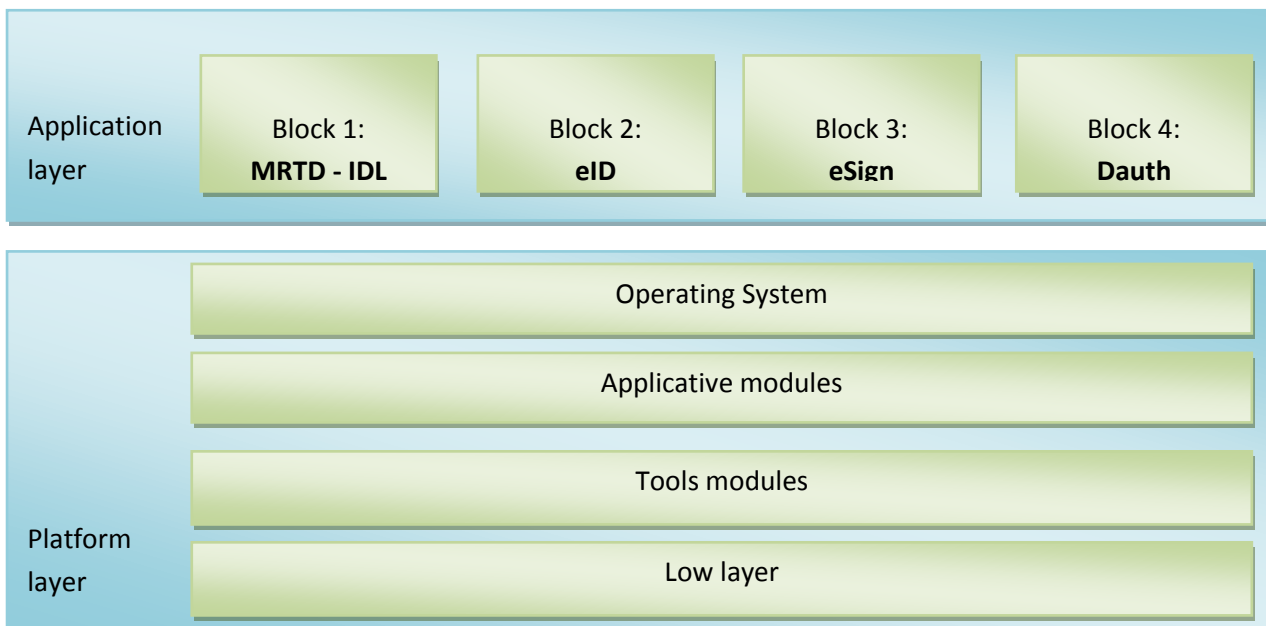 Application
layer
Block 1:
MRTD - IDL
Block 2:
eID
Block 3:
eSign
Block 4:
Dauth
Operating System
Applicative modules
Tools modules
Platform
layer
Low layer